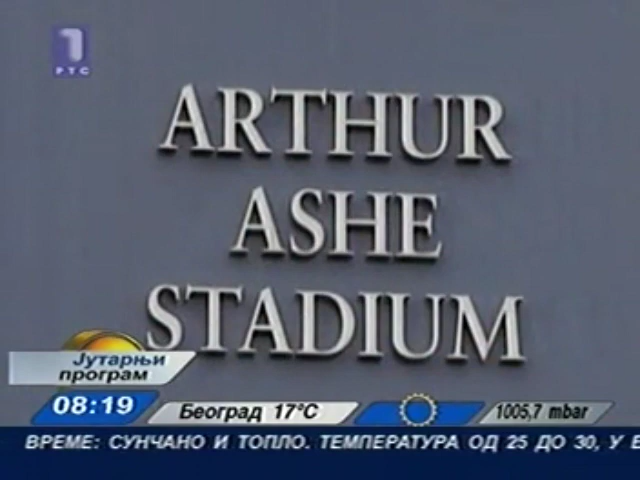 1
РТС
ARTHUR
ASHE
STADIUM
Јутарњи
програм
08:19 Београд 17°C 1005,7 mbar
ВРЕМЕ: СУНЧАНО И ТОПЛО. ТЕМПЕРАТУРА ОД 25 ДО 30, У